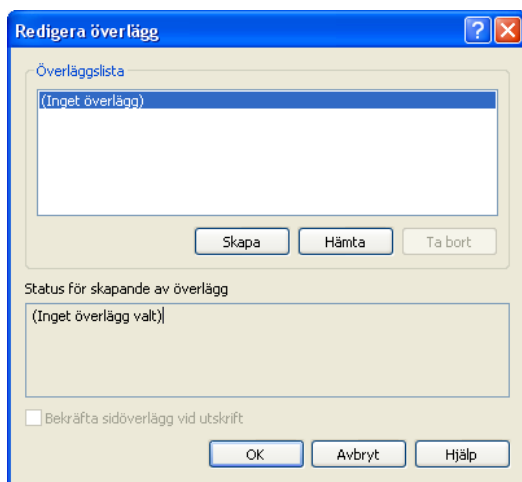 Redigera överlägg
Överläggslista
(Inget överlägg)
Skapa
Hämta
Ta bort
Status för skapande av överlägg
(Inget överlägg valt)
Bekräfta sidöverlägg vid utskrift
OK
Avbryt
Hjälp